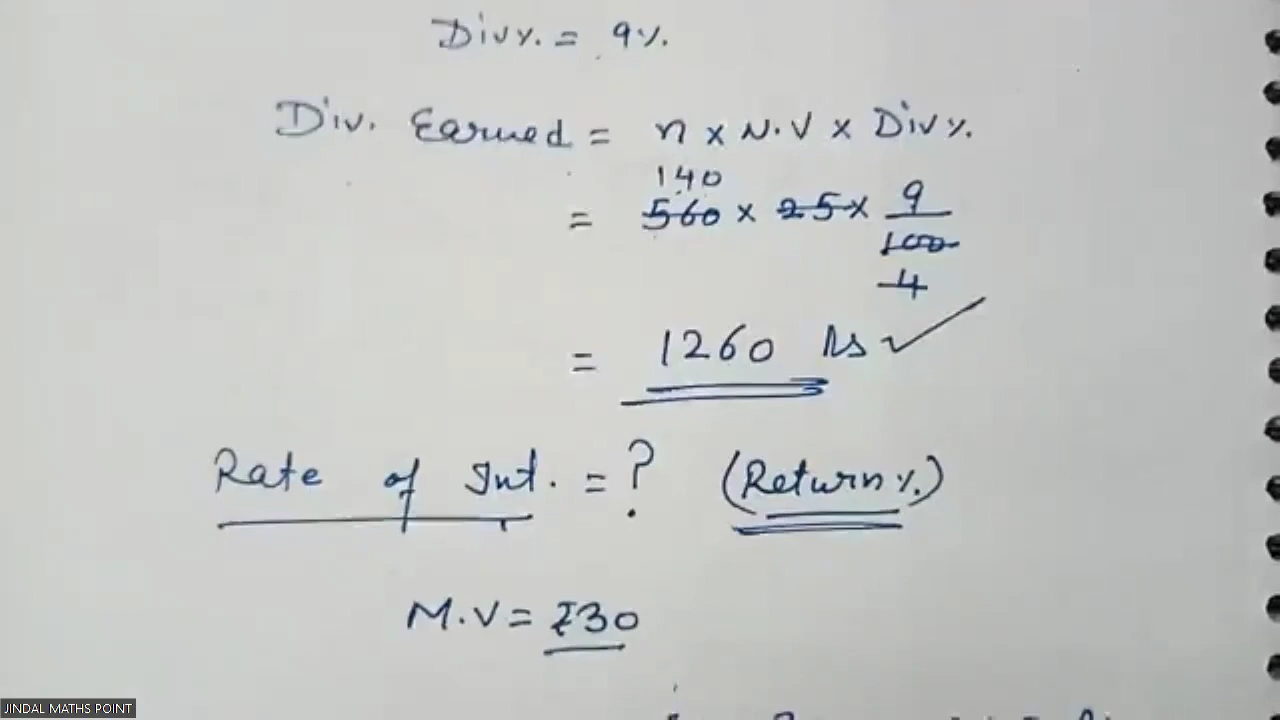 Div%. = 9%.
Div. Earned = n × N.V × Div%.
140
= 560 × 25 × 9
100
4
= 1260 Rs ✓
Rate of Int. = ? (Return%.)
M.V = ₹30
JINDAL MATHS POINT